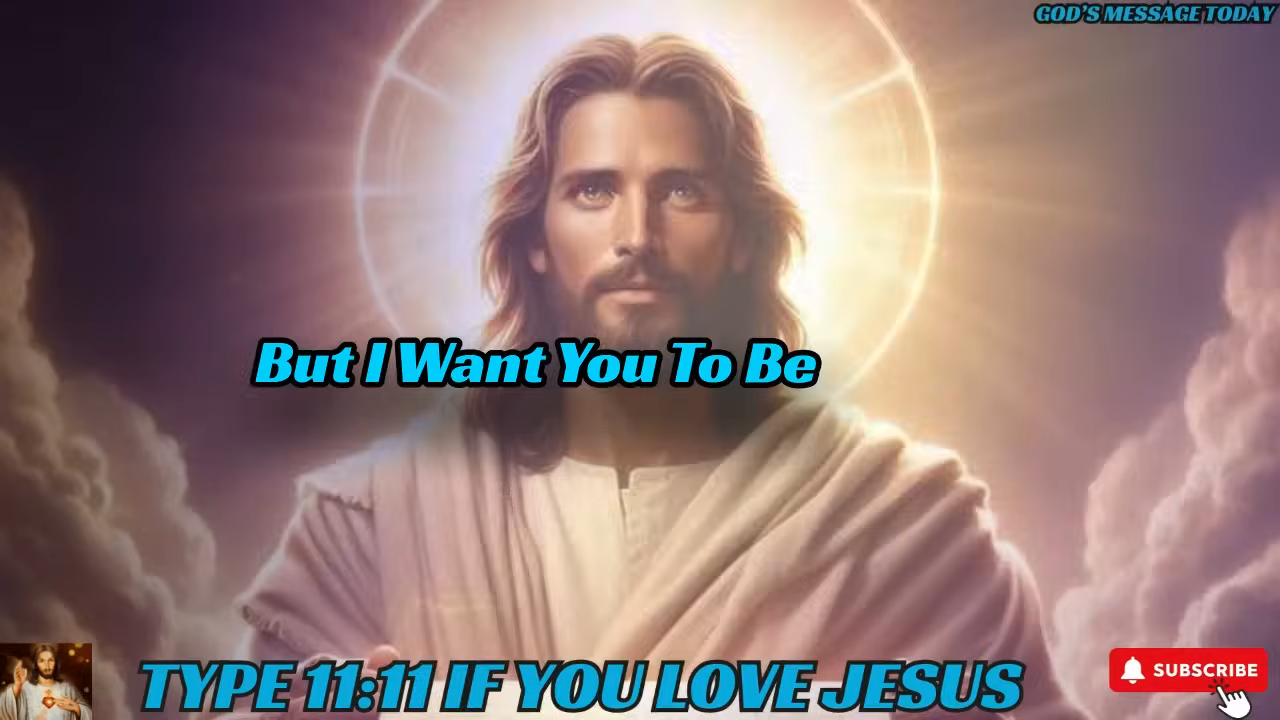 GOD'S MESSAGE TODAY
But I Want You To Be
TYPE 11:11 IF YOU LOVE JESUS
SUBSCRIBE